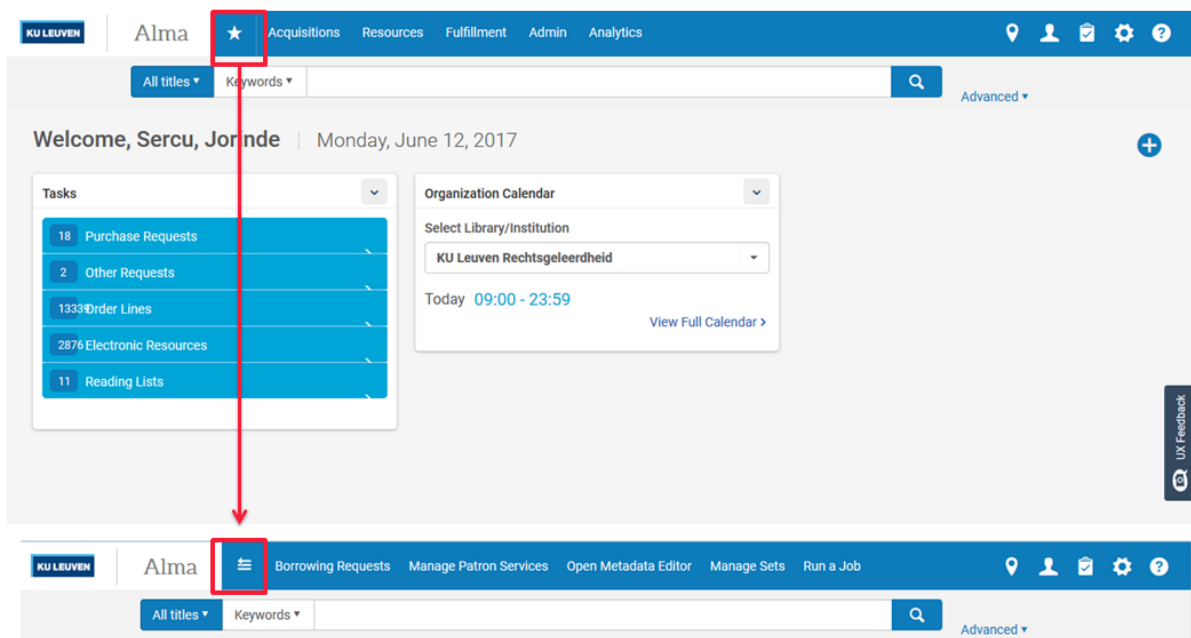 KU LEUVEN Alma Acquisitions Resources Fulfillment Admin Analytics
All titles Keywords Advanced
Welcome, Sercu, Jorinde Monday, June 12, 2017
Tasks
18 Purchase Requests
2 Other Requests
13339 Order Lines
2876 Electronic Resources
11 Reading Lists
Organization Calendar
Select Library/Institution
KU Leuven Rechtsgeleerdheid
Today 09:00 - 23:59
View Full Calendar >
UX Feedback
KU LEUVEN Alma Borrowing Requests Manage Patron Services Open Metadata Editor Manage Sets Run a Job
All titles Keywords Advanced